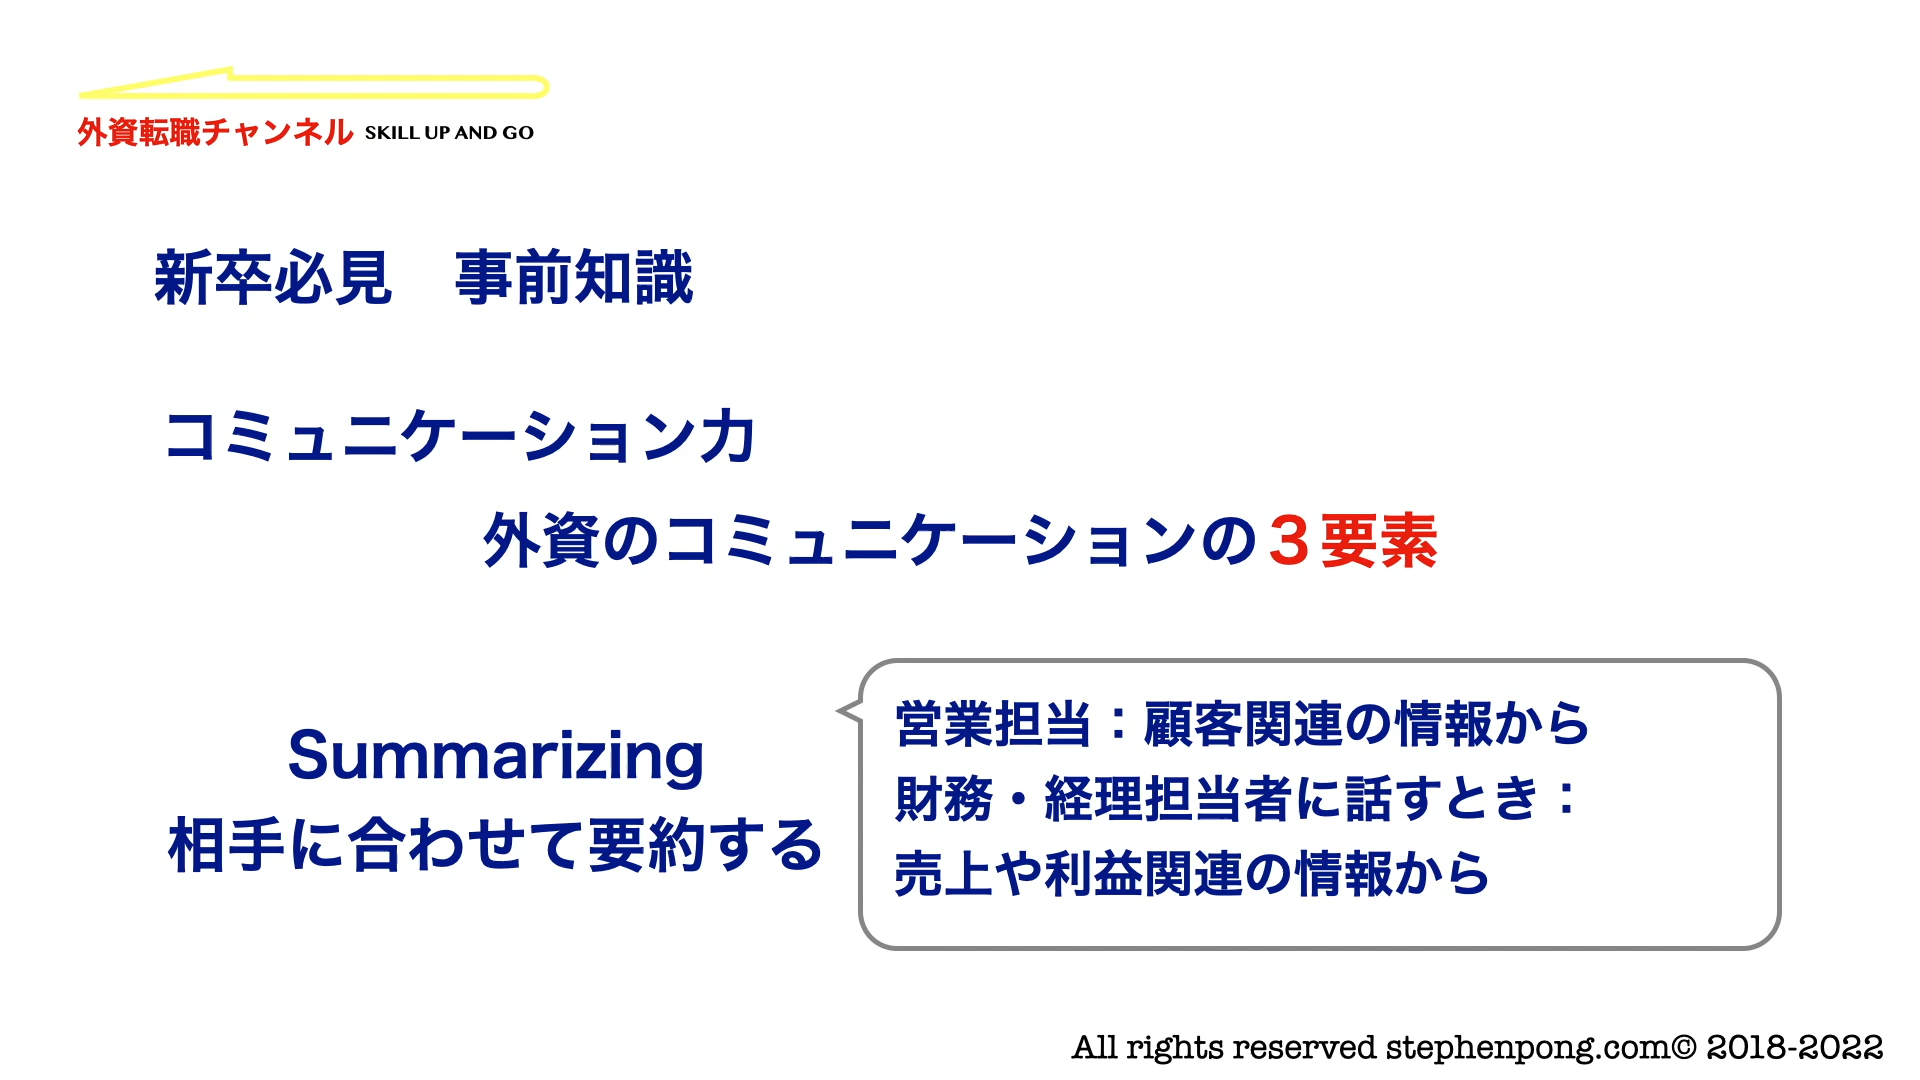 外資転職チャンネル SKILL UP AND GO
新卒必見　事前知識
コミュニケーション力
外資のコミュニケーションの３要素
Summarizing
相手に合わせて要約する
営業担当：顧客関連の情報から
財務・経理担当者に話すとき：
売上や利益関連の情報から
All rights reserved stephenpong.com© 2018-2022